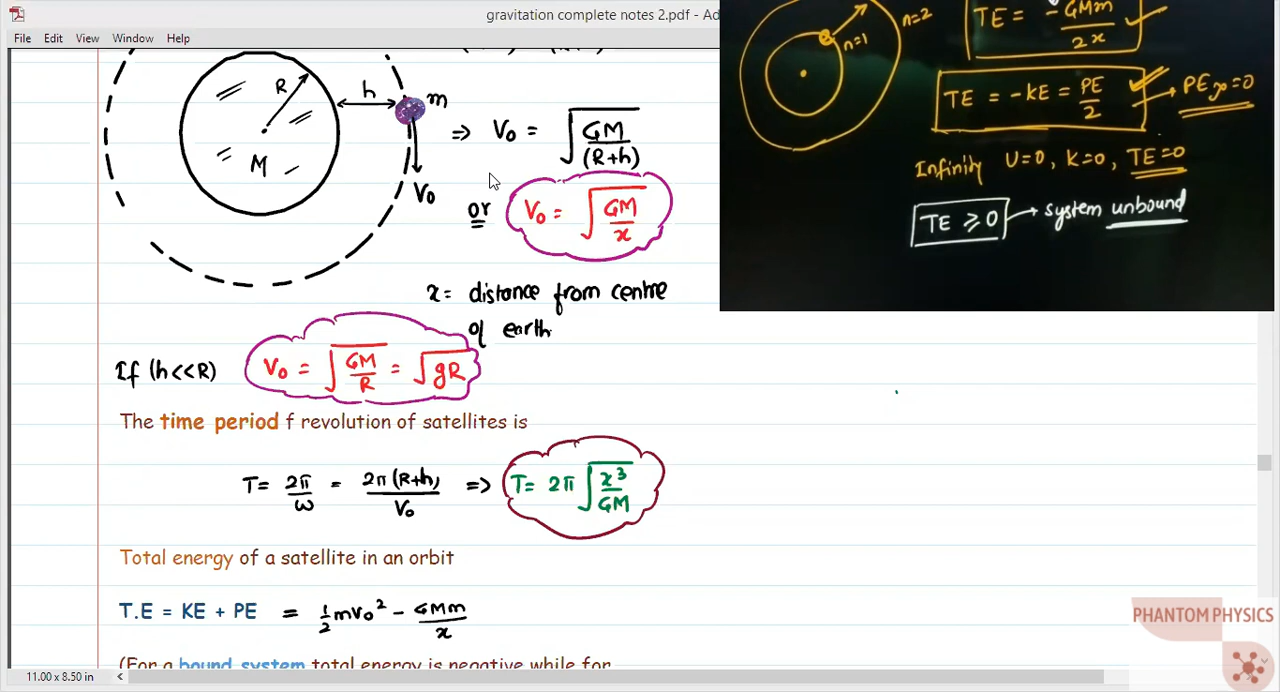 gravitation complete notes 2.pdf - Ad
File Edit View Window Help
R
h
m
M
V₀
⇒ V₀ = √(GM/(R+h))
or V₀ = √(GM/x)
x = distance from centre
of earth
If (h<<R) V₀ = √(GM/R) = √gR
The time period f revolution of satellites is
T = 2π/ω = 2π(R+h)/V₀ ⇒ T = 2π √(x³/GM)
Total energy of a satellite in an orbit
T.E = KE + PE = ½mV₀² - GMm/x
(For a bound system total energy is negative while for
11.00 x 8.50 in
n=2
n=1
TE = -GMm/2x
TE = -KE = PE/2 → PE∞=0
Infinity U=0, K=0, TE=0
TE ⩾ 0 → system unbound
PHANTOM PHYSICS